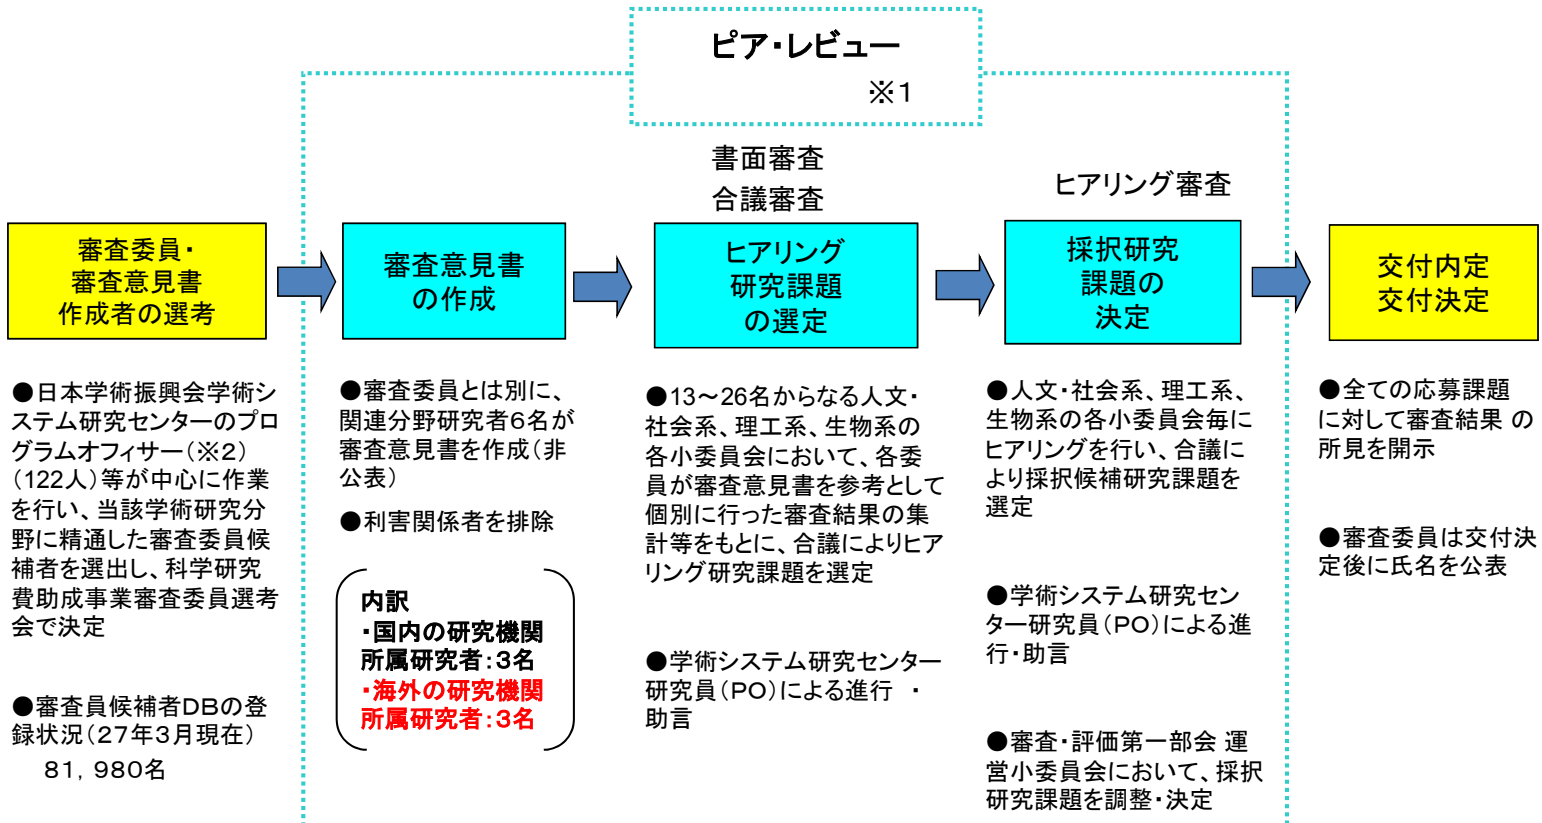 ピア・レビュー
※1
書面審査
合議審査
ヒアリング審査
審査委員・
審査意見書
作成者の選考
審査意見書
の作成
ヒアリング
研究課題
の選定
採択研究
課題の
決定
交付内定
交付決定
●日本学術振興会学術シ
ステム研究センターのプロ
グラムオフィサー(※2)
(122人)等が中心に作業
を行い、当該学術研究分
野に精通した審査委員候
補者を選出し、科学研究
費助成事業審査委員選考
会で決定
●審査員候補者DBの登
録状況(27年3月現在)
81,980名
●審査委員とは別に、
関連分野研究者6名が
審査意見書を作成(非
公表)
●利害関係者を排除
内訳
・国内の研究機関
所属研究者:3名
・海外の研究機関
所属研究者:3名
●13~26名からなる人文・
社会系、理工系、生物系の
各小委員会において、各委
員が審査意見書を参考として
個別に行った審査結果の集
計等をもとに、合議によりヒア
リング研究課題を選定
●学術システム研究センター
研究員(PO)による進行 ・
助言
●人文・社会系、理工系、
生物系の各小委員会毎に
ヒアリングを行い、合議に
より採択候補研究課題を
選定
●学術システム研究セン
ター研究員(PO)による進
行・助言
●審査・評価第一部会 運
営小委員会において、採択
研究課題を調整・決定
●全ての応募課題
に対して審査結果 の
所見を開示
●審査委員は交付決
定後に氏名を公表